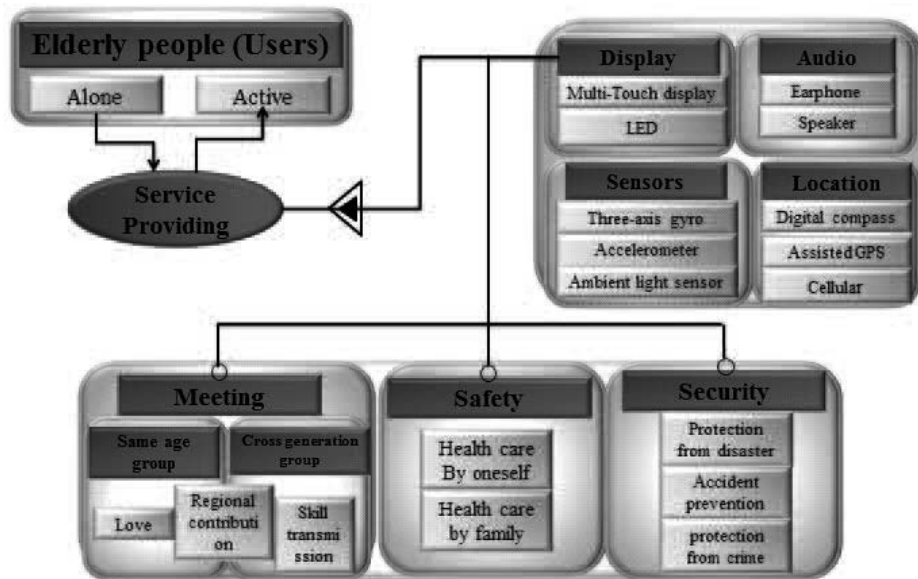 Elderly people (Users)
Alone
Active
Service
Providing
Display
Multi-Touch display
LED
Audio
Earphone
Speaker
Sensors
Three-axis gyro
Accelerometer
Ambient light sensor
Location
Digital compass
Assisted GPS
Cellular
Meeting
Same age
group
Cross generation
group
Love
Regional
contributi
on
Skill
transmi
ssion
Safety
Health care
By oneself
Health care
by family
Security
Protection
from disaster
Accident
prevention
protection
from crime